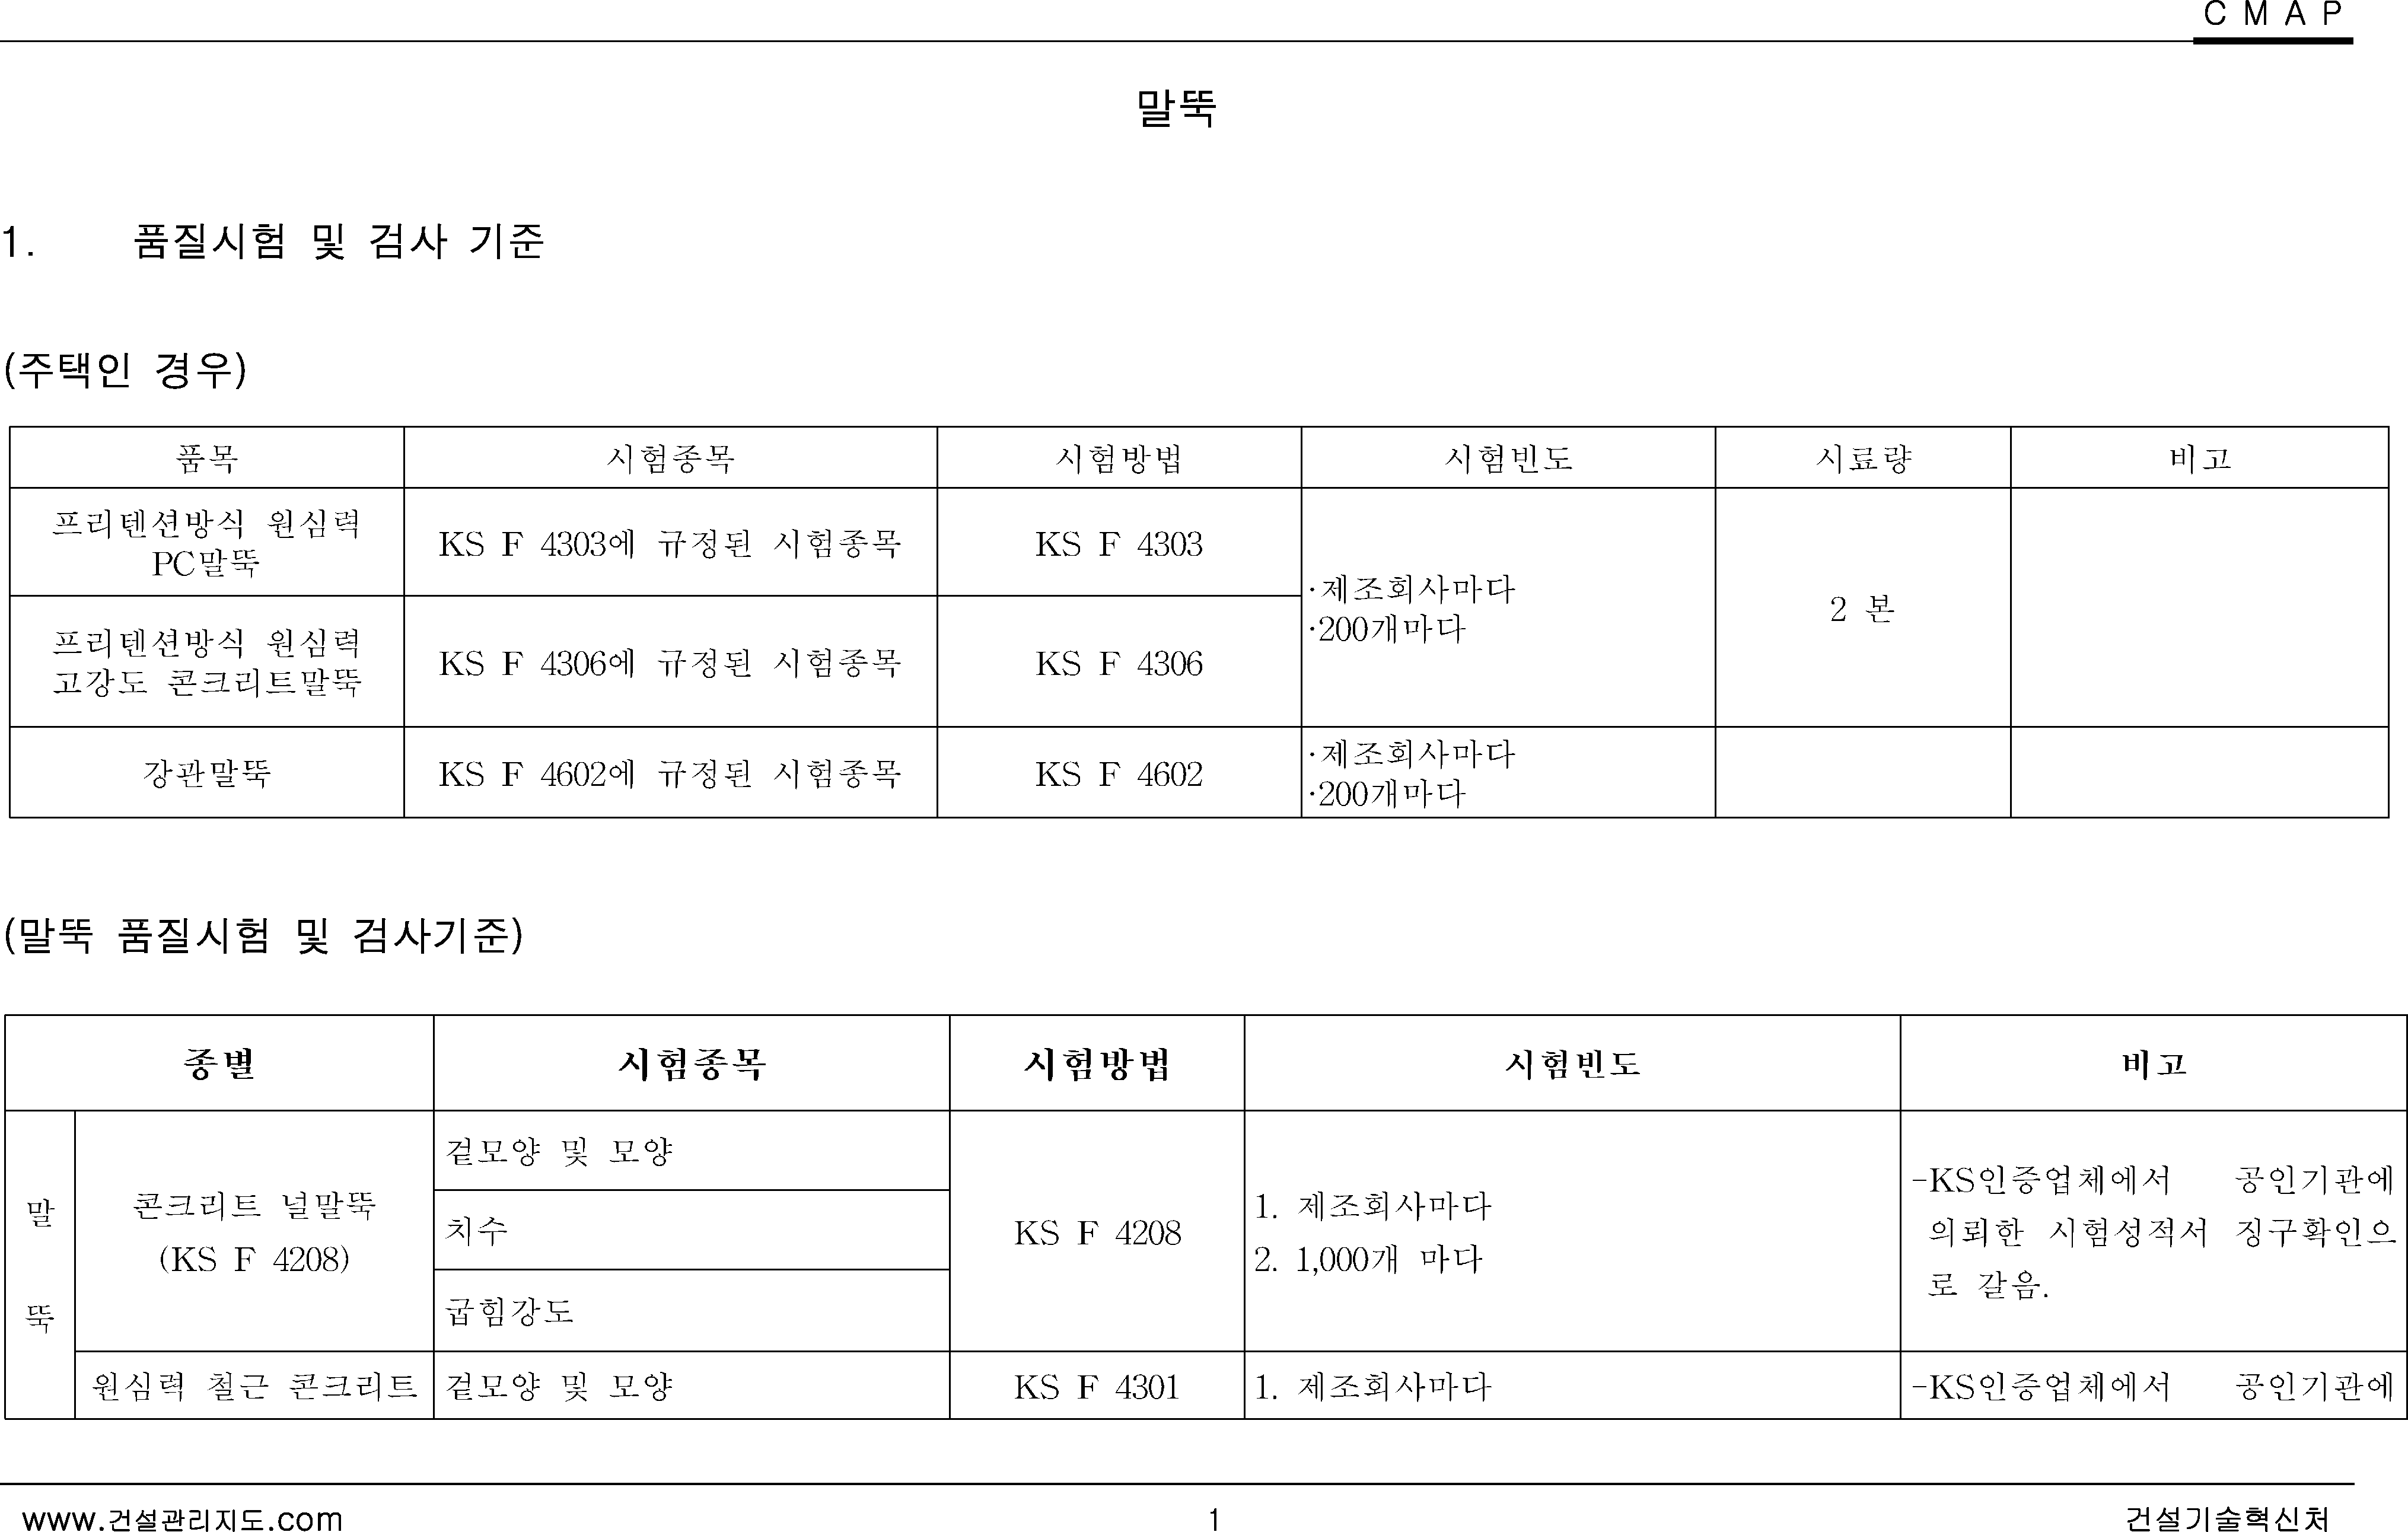 C M A P
말뚝
1. 품질시험 및 검사 기준
(주택인 경우)
품목 시험종목 시험방법 시험빈도 시료량 비고
프리텐션방식 원심력
PC말뚝
KS F 4303에 규정된 시험종목
KS F 4303
·제조회사마다
·200개마다
2 본
프리텐션방식 원심력
고강도 콘크리트말뚝
KS F 4306에 규정된 시험종목
KS F 4306
강관말뚝
KS F 4602에 규정된 시험종목
KS F 4602
·제조회사마다
·200개마다
(말뚝 품질시험 및 검사기준)
종별 시험종목 시험방법 시험빈도 비고
말
뚝
콘크리트 널말뚝
(KS F 4208)
겉모양 및 모양
치수
굽힘강도
KS F 4208
1. 제조회사마다
2. 1,000개 마다
-KS인증업체에서 공인기관에
의뢰한 시험성적서 징구확인으
로 갈음.
원심력 철근 콘크리트
겉모양 및 모양
KS F 4301
1. 제조회사마다
-KS인증업체에서 공인기관에
www.건설관리지도.com 1 건설기술혁신처